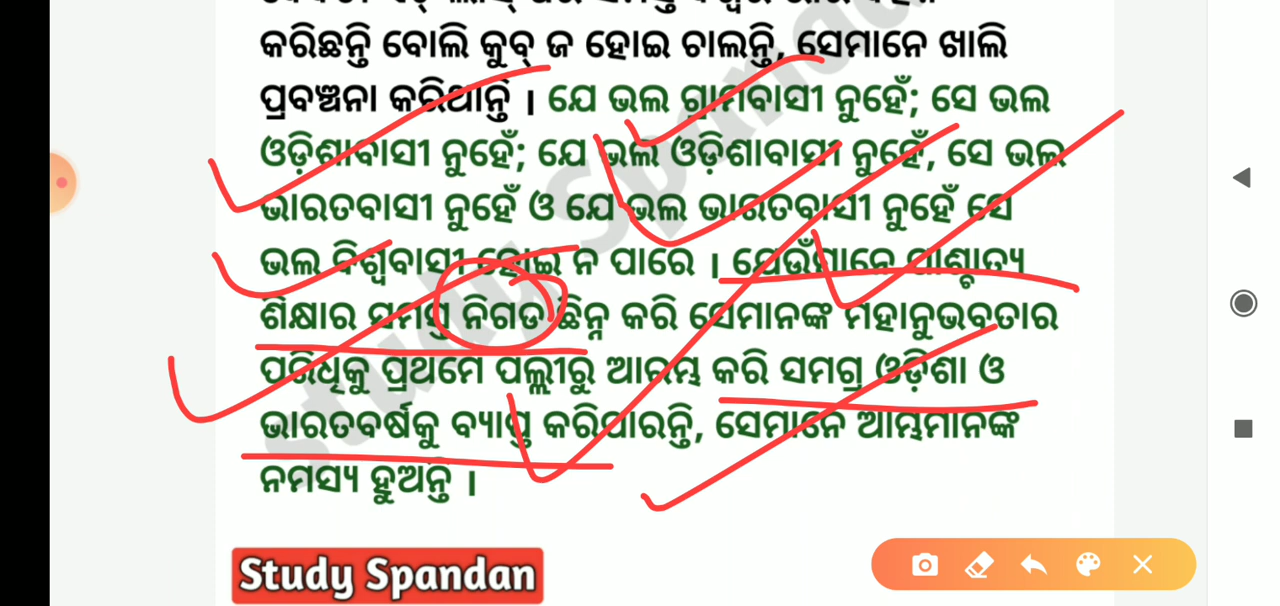 କରିଛନ୍ତି ବୋଲି କୁବ୍ ଜ ହୋଇ ଚାଲନ୍ତି, ସେମାନେ ଖାଲି
ପ୍ରବଞ୍ଚନା କରିଥାନ୍ତି । ଯେ ଭଲ ଗ୍ରାମବାସୀ ନୁହେଁ; ସେ ଭଲ
ଓଡ଼ିଶାବାସୀ ନୁହେଁ; ଯେ ଭଲ ଓଡ଼ିଶାବାସୀ ନୁହେଁ, ସେ ଭଲ
ଭାରତବାସୀ ନୁହେଁ ଓ ଯେ ଭଲ ଭାରତବାସୀ ନୁହେଁ ସେ
ଭଲ ବିଶ୍ୱବାସୀ ହୋଇ ନ ପାରେ । ଯେଉଁମାନେ ପାଶ୍ଚାତ୍ୟ
ଶିକ୍ଷାର ସମସ୍ତ ନିଗଡ ଛିନ୍ନ କରି ସେମାନଙ୍କ ମହାନୁଭବତାର
ପରିଧିକୁ ପ୍ରଥମେ ପଲ୍ଲୀରୁ ଆରମ୍ଭ କରି ସମଗ୍ର ଓଡ଼ିଶା ଓ
ଭାରତବର୍ଷକୁ ବ୍ୟାପ୍ତ କରିପାରନ୍ତି, ସେମାନେ ଆମ୍ଭମାନଙ୍କ
ନମସ୍ୟ ହୁଅନ୍ତି ।
Study Spandan
Study Spandan